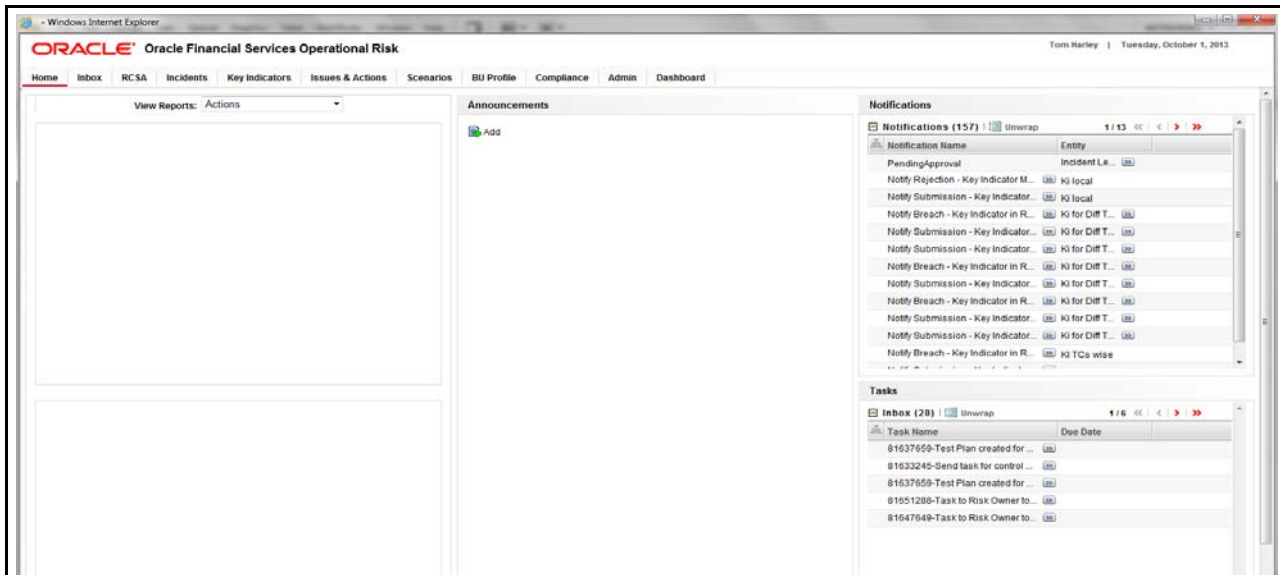 - Windows Internet Explorer
ORACLE Oracle Financial Services Operational Risk
Tom Harley | Tuesday, October 1, 2013
Home Inbox RCSA Incidents Key Indicators Issues & Actions Scenarios BU Profile Compliance Admin Dashboard
View Reports: Actions
Announcements
Add
Notifications
Notifications (157) | Unwrap 1 / 13
Notification Name Entity
PendingApproval Incident Le...
Notify Rejection - Key Indicator M... KI local
Notify Submission - Key Indicator... KI local
Notify Breach - Key Indicator in R... KI for Diff T...
Notify Submission - Key Indicator... KI for Diff T...
Notify Submission - Key Indicator... KI for Diff T...
Notify Breach - Key Indicator in R... KI for Diff T...
Notify Submission - Key Indicator... KI for Diff T...
Notify Breach - Key Indicator in R... KI for Diff T...
Notify Submission - Key Indicator... KI for Diff T...
Notify Submission - Key Indicator... KI for Diff T...
Notify Breach - Key Indicator in R... KI TCs wise
Tasks
Inbox (28) | Unwrap 1 / 6
Task Name Due Date
81637659-Test Plan created for ...
81633245-Send task for control ...
81637659-Test Plan created for ...
81651288-Task to Risk Owner to...
81647649-Task to Risk Owner to...